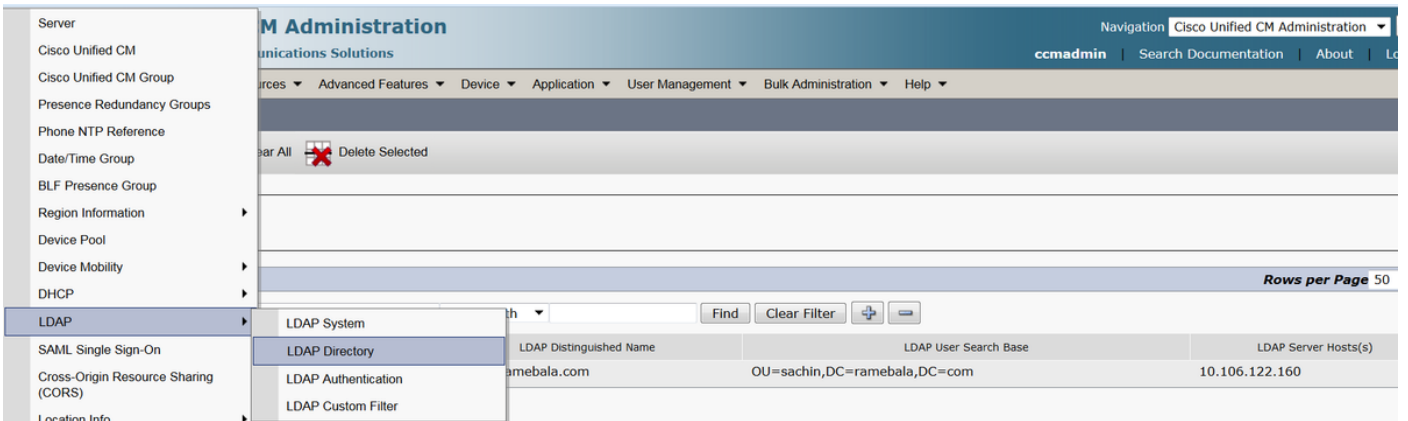 Server
Cisco Unified CM
Cisco Unified CM Group
Presence Redundancy Groups
Phone NTP Reference
Date/Time Group
BLF Presence Group
Region Information
Device Pool
Device Mobility
DHCP
LDAP
SAML Single Sign-On
Cross-Origin Resource Sharing
(CORS)
Location Info
LDAP System
LDAP Directory
LDAP Authentication
LDAP Custom Filter
M Administration
unications Solutions
Navigation Cisco Unified CM Administration
ccmadmin | Search Documentation | About | Lo
urces Advanced Features Device Application User Management Bulk Administration Help
ear All Delete Selected
Rows per Page 50
th Find Clear Filter
LDAP Distinguished Name LDAP User Search Base LDAP Server Hosts(s)
amebala.com OU=sachin,DC=ramebala,DC=com 10.106.122.160